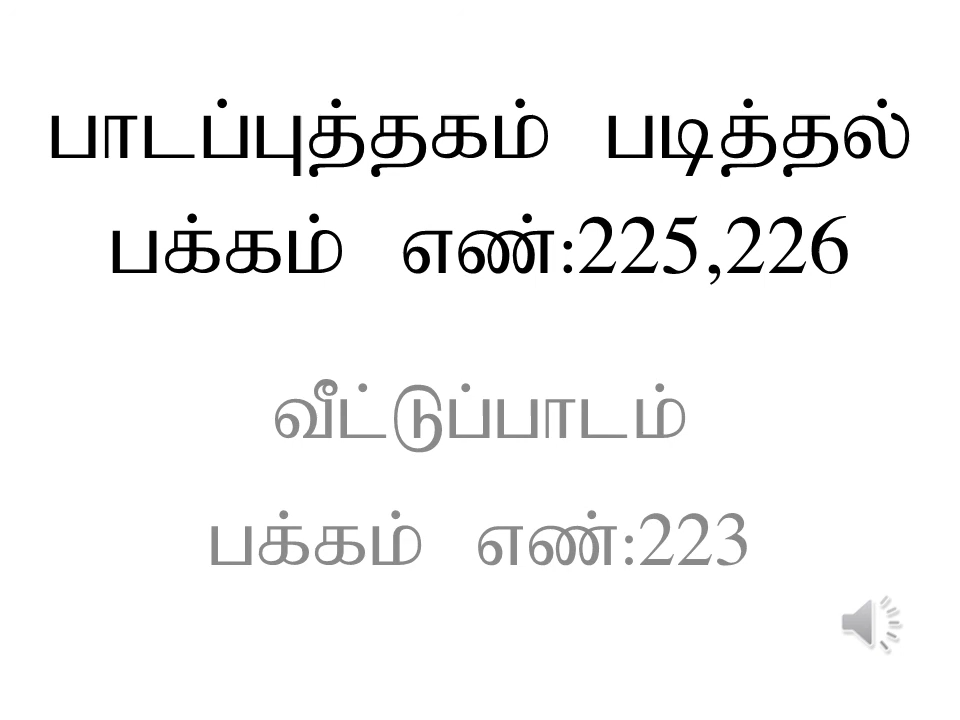 பாடப்புத்தகம் படித்தல்
பக்கம் எண்:225,226
வீட்டுப்பாடம்
பக்கம் எண்:223